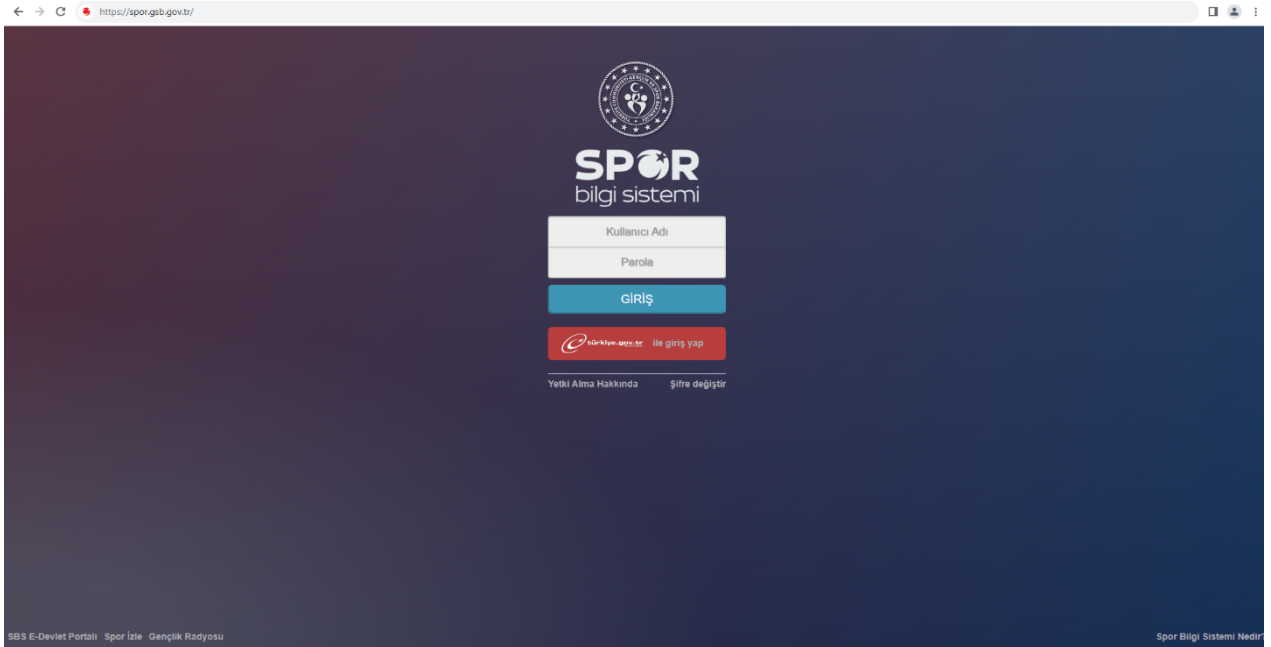 https://spor.gsb.gov.tr/
SPOR
bilgi sistemi
Kullanıcı Adı
Parola
GİRİŞ
türkiye.gov.tr ile giriş yap
Yetki Alma Hakkında Şifre değiştir
SBS E-Devlet Portalı Spor İzle Gençlik Radyosu Spor Bilgi Sistemi Nedir?